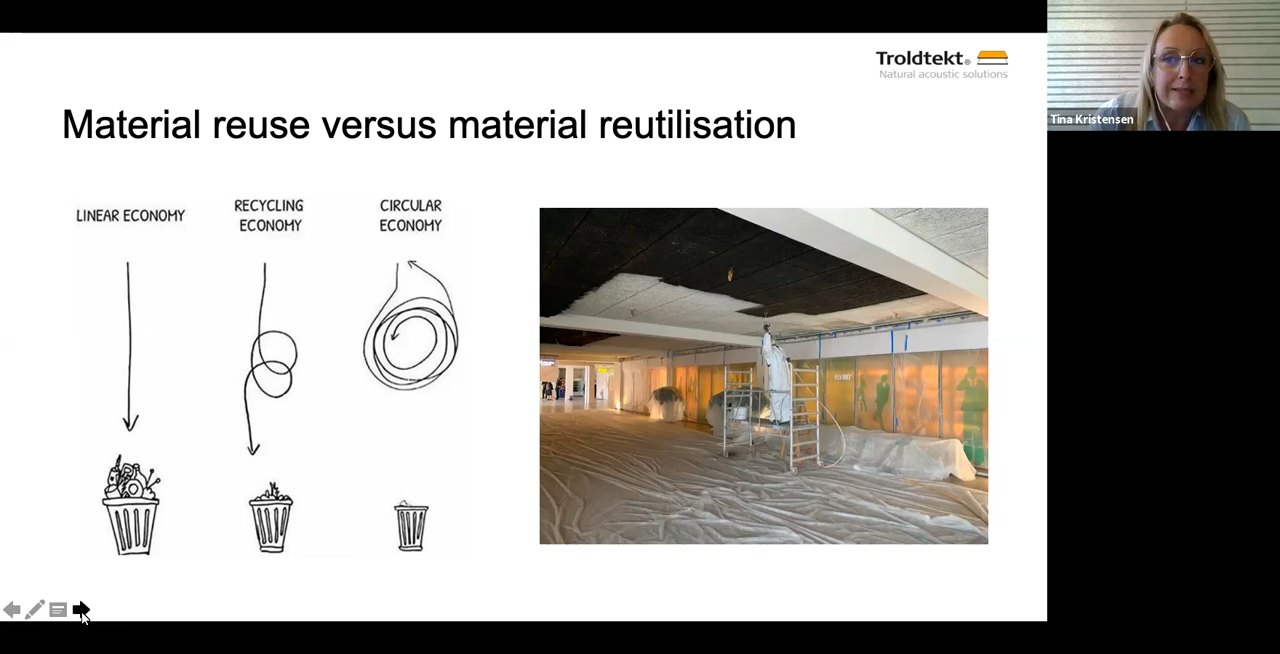 Troldtekt®
Natural acoustic solutions
Tina Kristensen
Material reuse versus material reutilisation
LINEAR ECONOMY
RECYCLING
ECONOMY
CIRCULAR
ECONOMY